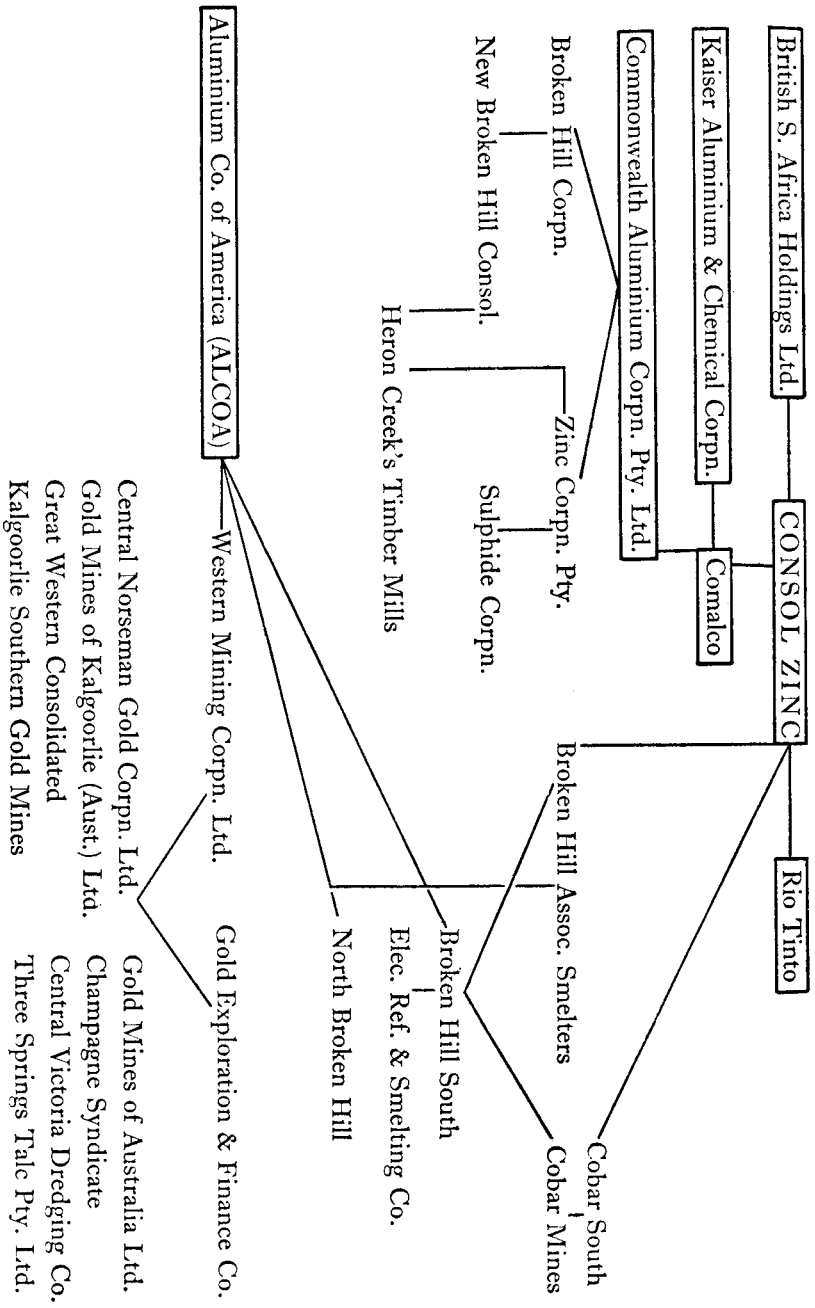 British S. Africa Holdings Ltd.
CONSOL ZINC
Rio Tinto
Kaiser Aluminium & Chemical Corpn.
Comalco
Commonwealth Aluminium Corpn. Pty. Ltd.
Cobar South
Cobar Mines
Broken Hill Corpn.
Zinc Corpn. Pty.
Broken Hill Assoc. Smelters
New Broken Hill Consol.
Sulphide Corpn.
Broken Hill South
Heron Creek's Timber Mills
Elec. Ref. & Smelting Co.
North Broken Hill
Aluminium Co. of America (ALCOA)
Western Mining Corpn. Ltd.
Gold Exploration & Finance Co.
Central Norseman Gold Corpn. Ltd.
Gold Mines of Kalgoorlie (Aust.) Ltd.
Great Western Consolidated
Kalgoorlie Southern Gold Mines
Gold Mines of Australia Ltd.
Champagne Syndicate
Central Victoria Dredging Co.
Three Springs Talc Pty. Ltd.